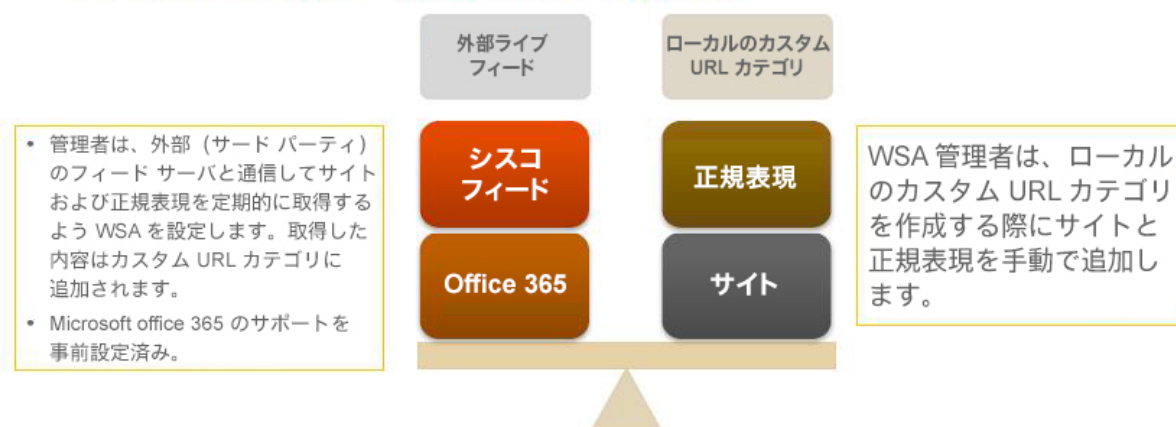 外部ライブ
フィード
ローカルのカスタム
URL カテゴリ
• 管理者は、外部（サード パーティ）
のフィード サーバと通信してサイト
および正規表現を定期的に取得する
よう WSA を設定します。取得した
内容はカスタム URL カテゴリに
追加されます。
• Microsoft office 365 のサポートを
事前設定済み。
シスコ
フィード
Office 365
正規表現
サイト
WSA 管理者は、ローカル
のカスタム URL カテゴリ
を作成する際にサイトと
正規表現を手動で追加し
ます。